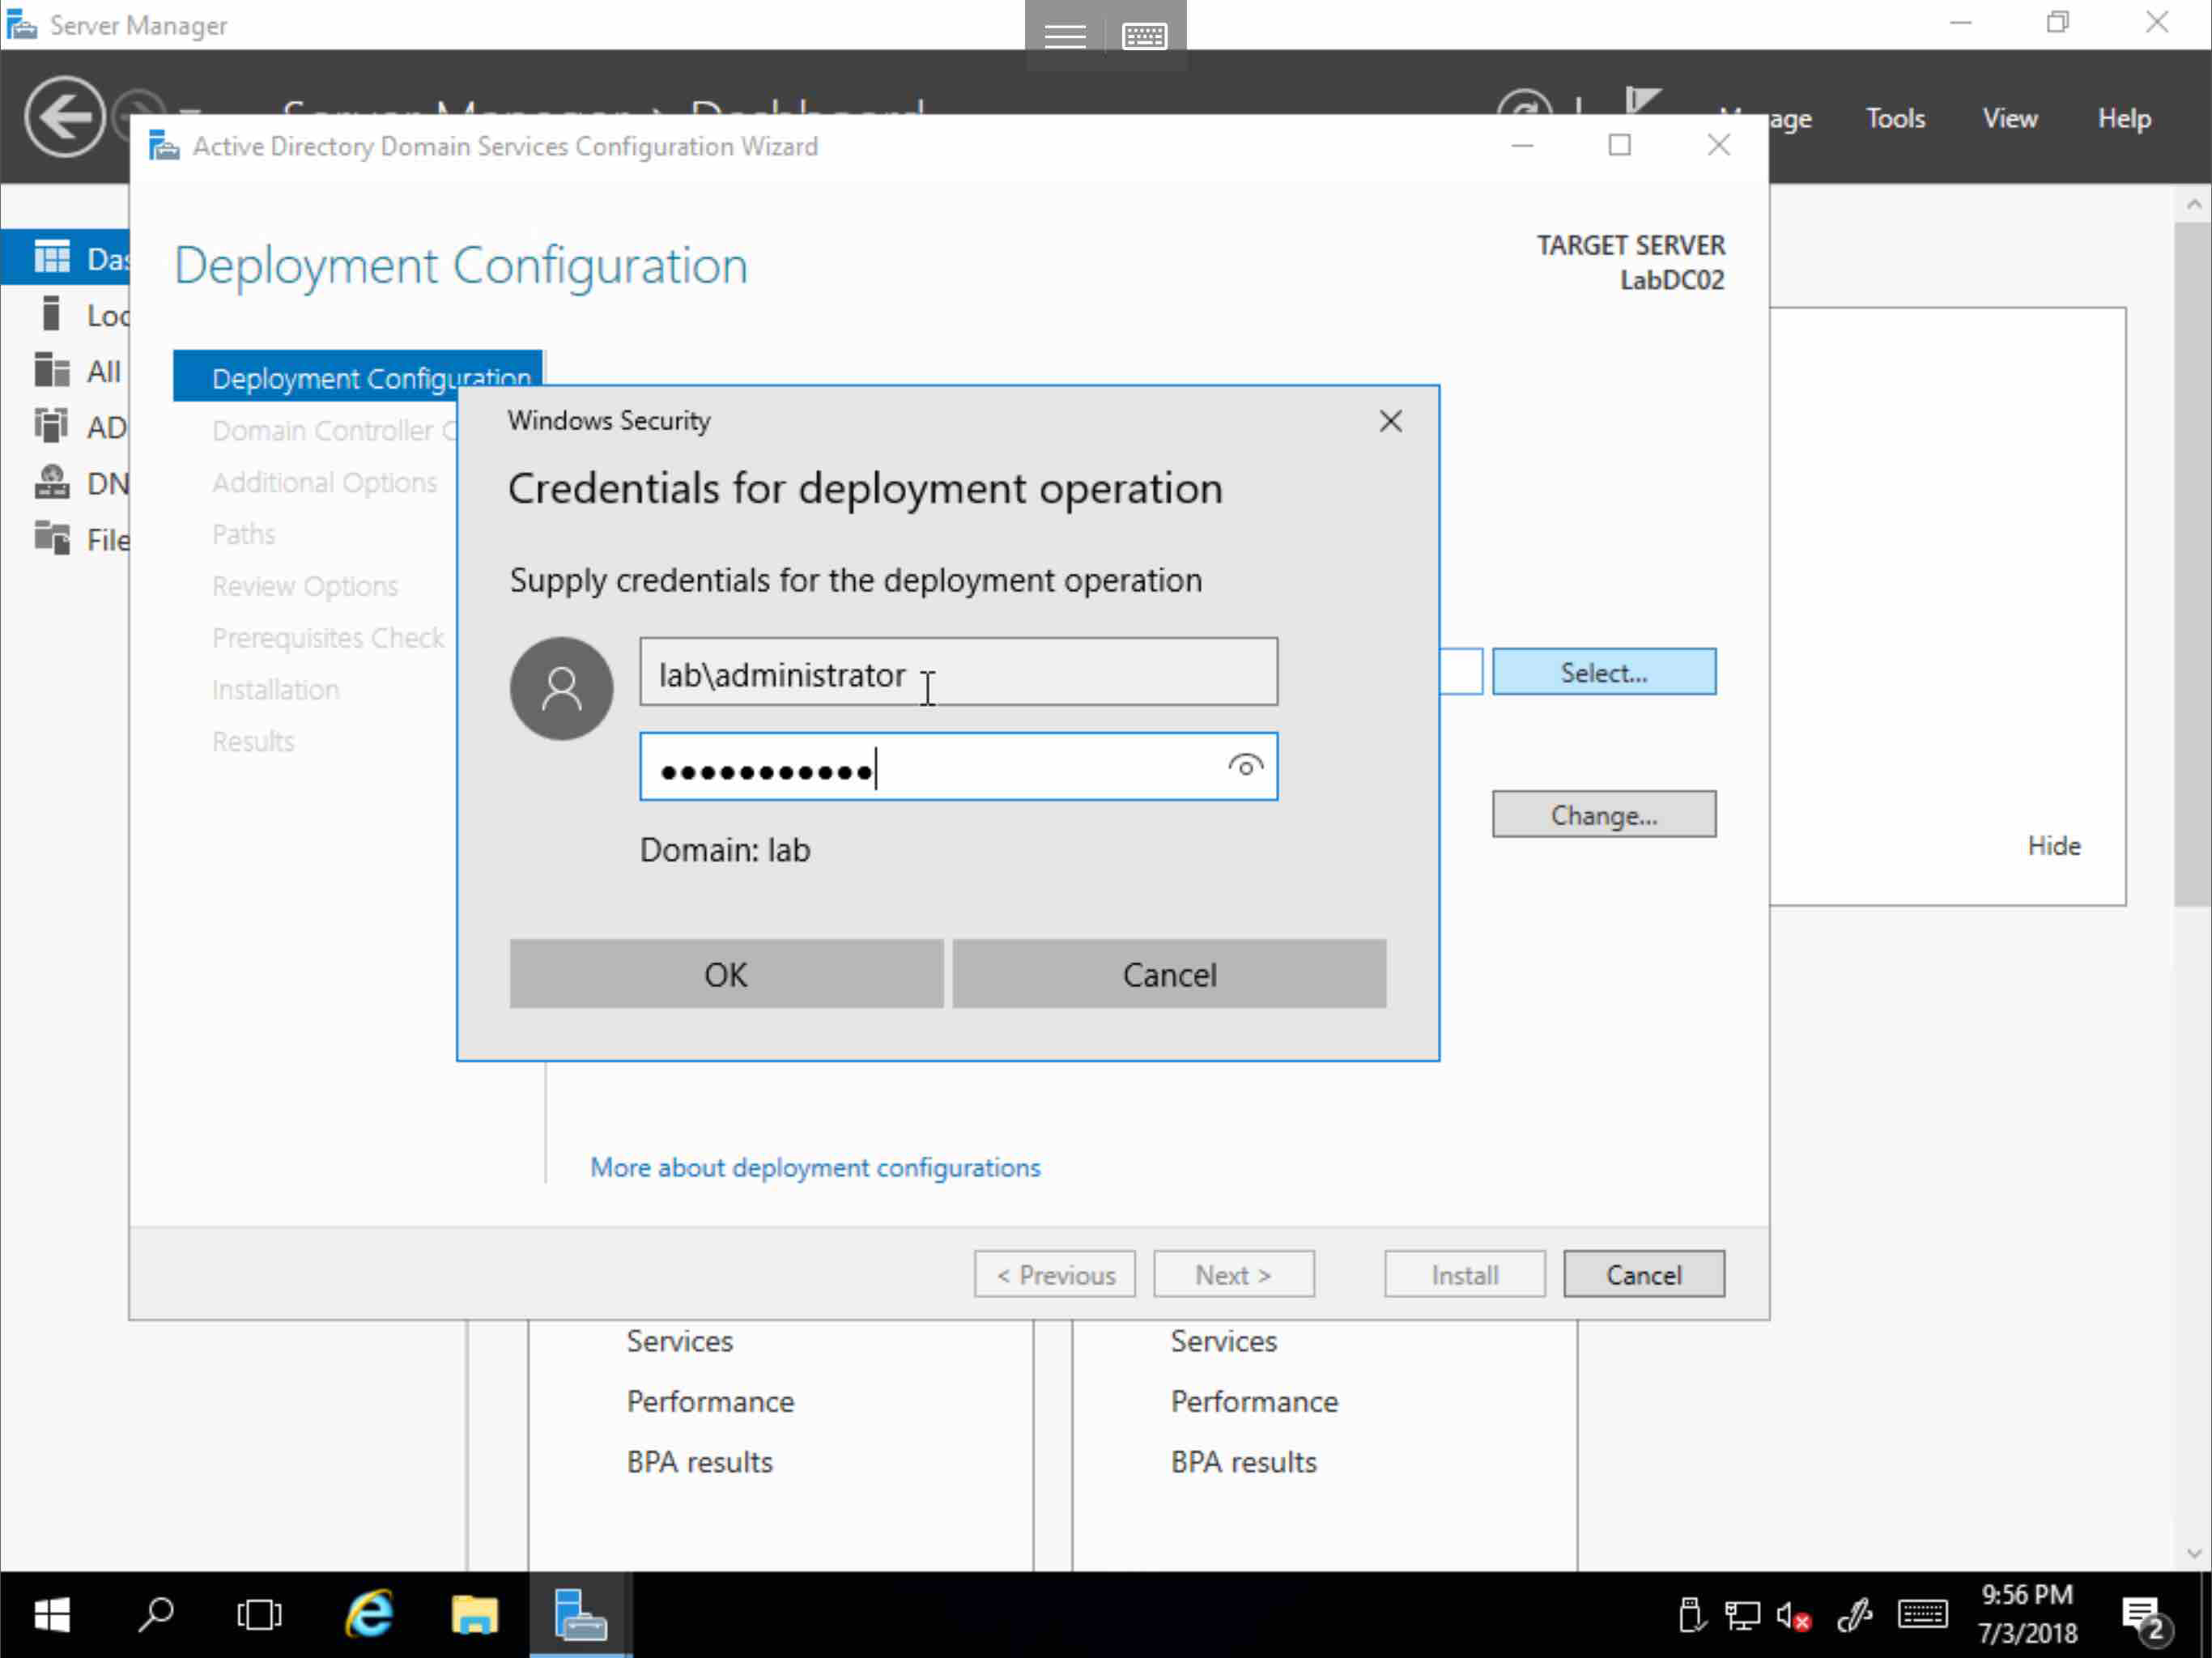 Server Manager
Server Manager › Dashboard
Manage Tools View Help
Active Directory Domain Services Configuration Wizard
Deployment Configuration
TARGET SERVER
LabDC02
Das
Loc
All
AD
DN
File
Deployment Configuration
Domain Controller C
Additional Options
Paths
Review Options
Prerequisites Check
Installation
Results
Windows Security
Credentials for deployment operation
Supply credentials for the deployment operation
lab\administrator
●●●●●●●●●●●
Domain: lab
OK
Cancel
Select...
Change...
Hide
More about deployment configurations
< Previous
Next >
Install
Cancel
Services
Performance
BPA results
Services
Performance
BPA results
9:56 PM
7/3/2018
2